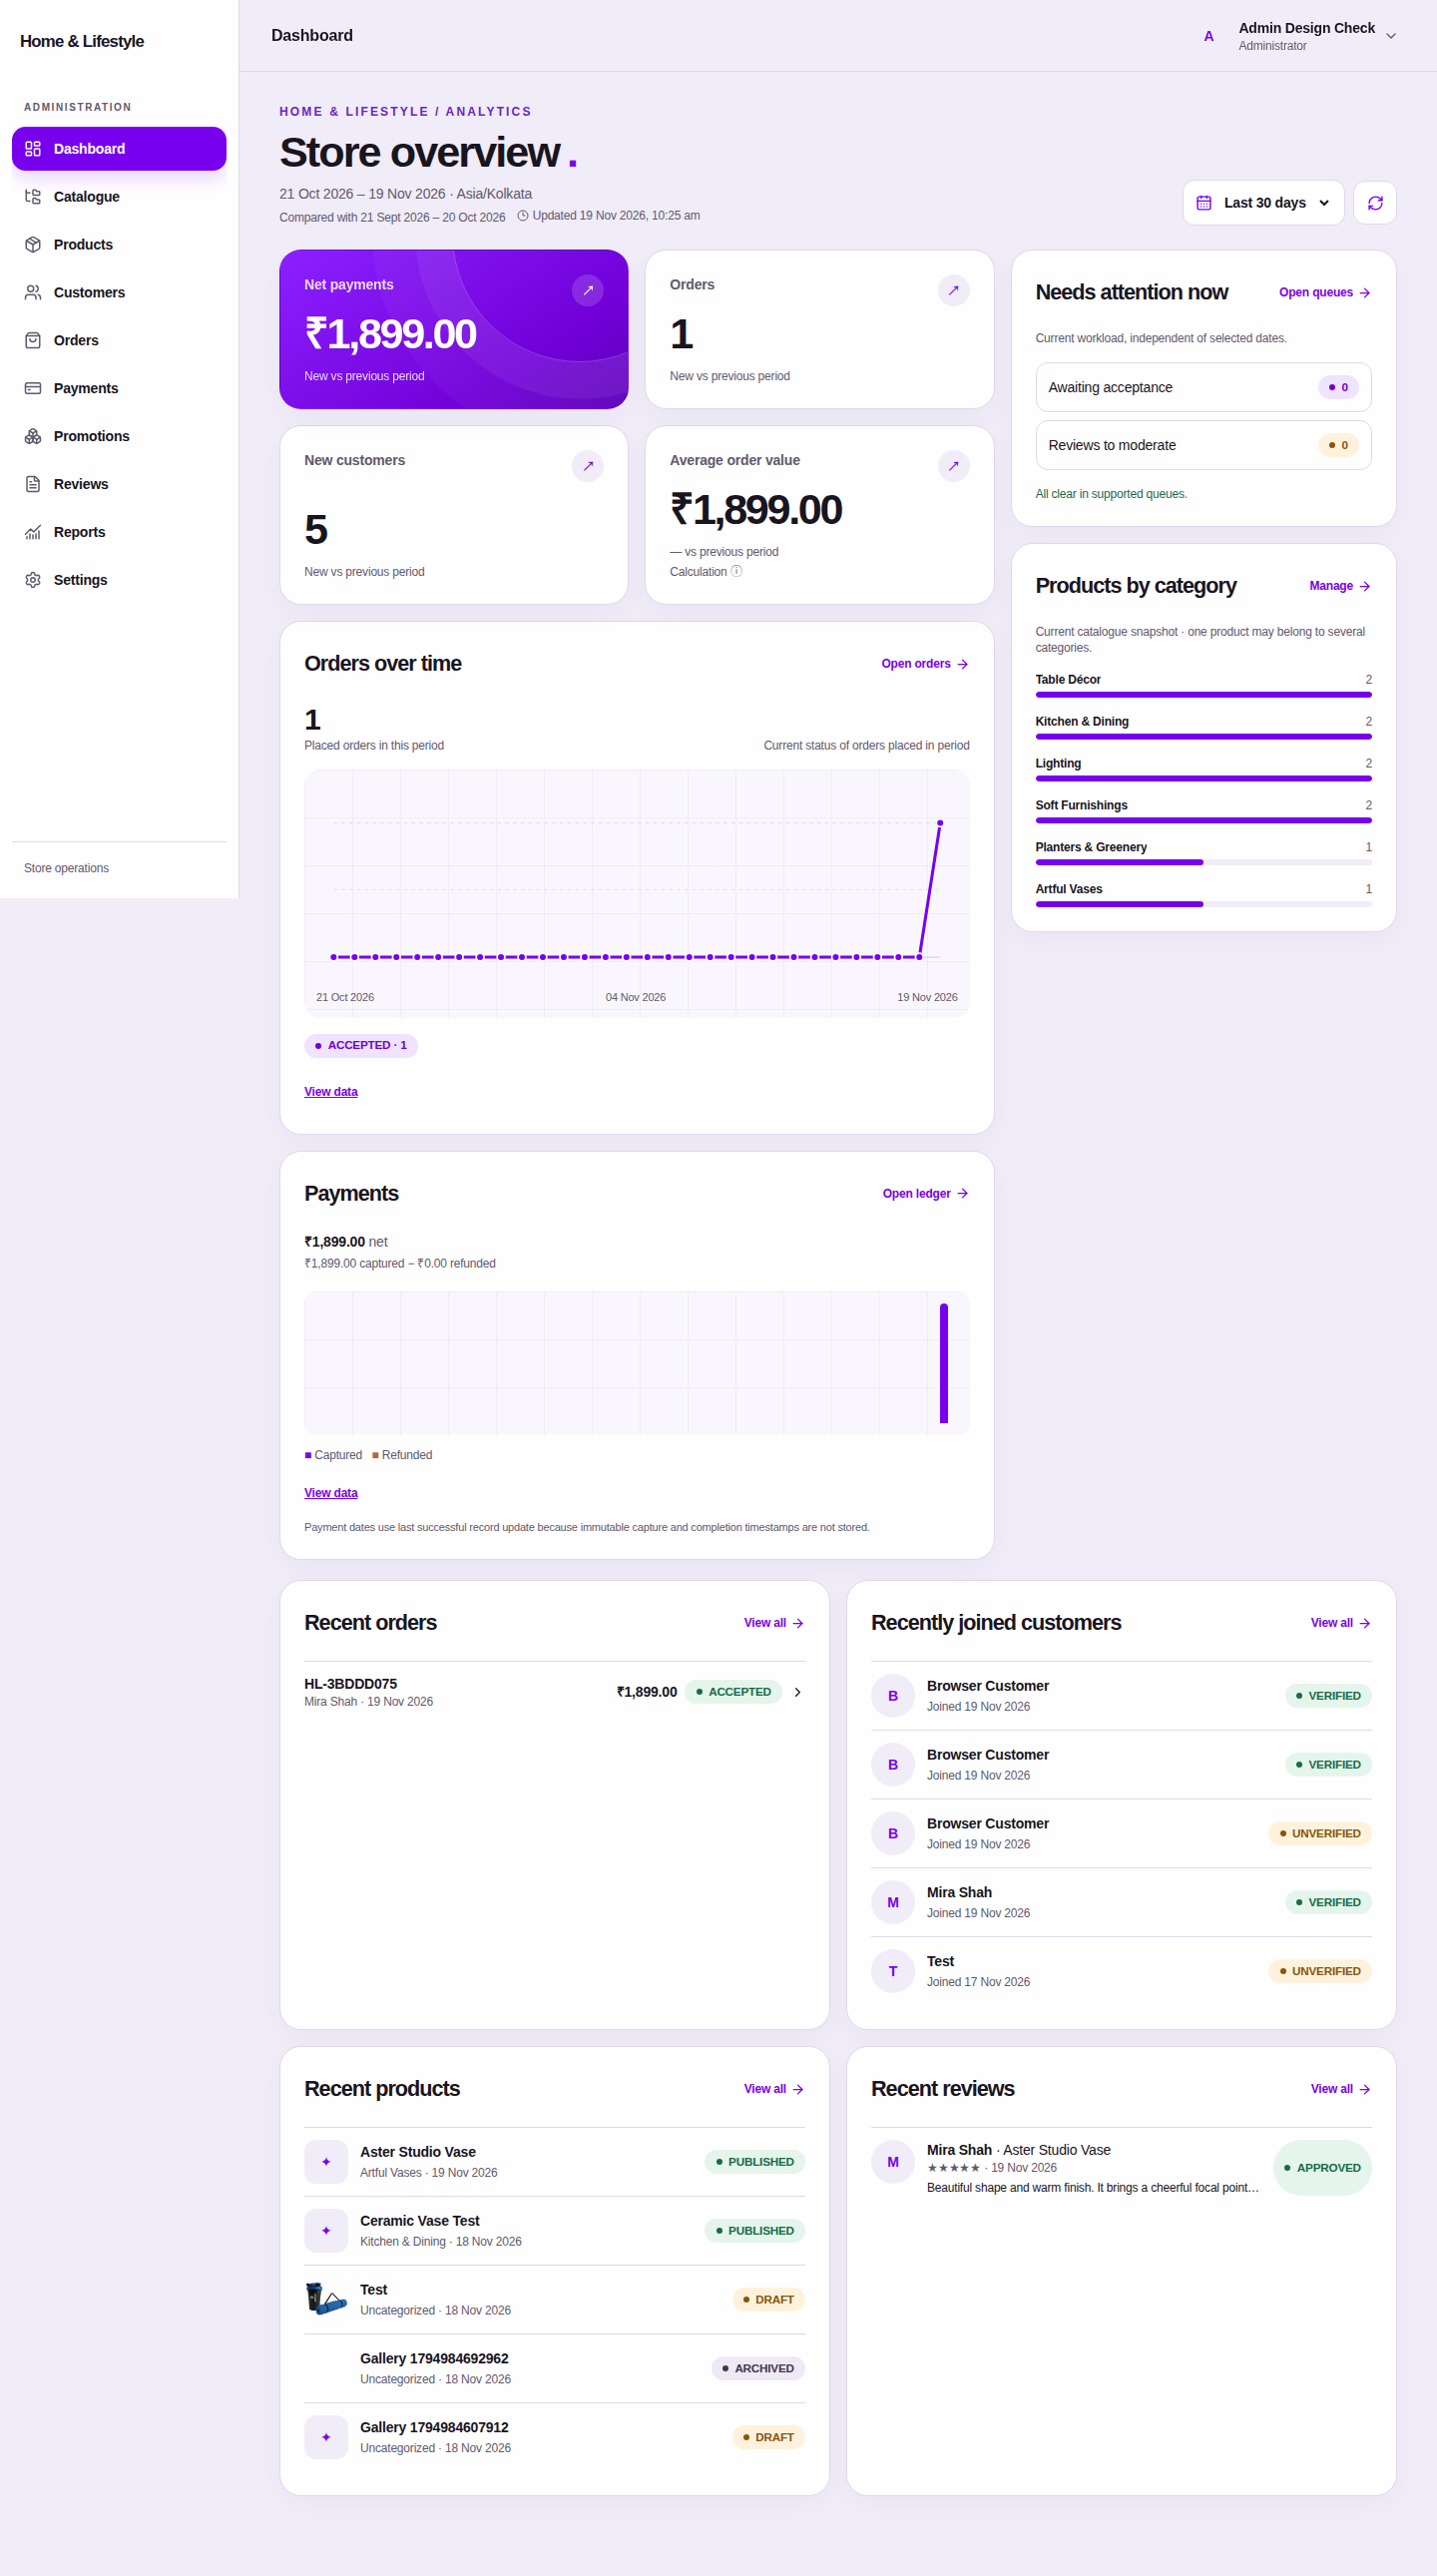 Home & Lifestyle
ADMINISTRATION
Dashboard
Catalogue
Products
Customers
Orders
Payments
Promotions
Reviews
Reports
Settings
Store operations
Dashboard
A
Admin Design Check
Administrator
HOME & LIFESTYLE / ANALYTICS
Store overview.
21 Oct 2026 – 19 Nov 2026 · Asia/Kolkata
Compared with 21 Sept 2026 – 20 Oct 2026 Updated 19 Nov 2026, 10:25 am
Last 30 days
Net payments
₹1,899.00
New vs previous period
Orders
1
New vs previous period
New customers
5
New vs previous period
Average order value
₹1,899.00
— vs previous period
Calculation ⓘ
Needs attention now
Open queues →
Current workload, independent of selected dates.
Awaiting acceptance 0
Reviews to moderate 0
All clear in supported queues.
Products by category
Manage →
Current catalogue snapshot · one product may belong to several
categories.
Table Décor 2
Kitchen & Dining 2
Lighting 2
Soft Furnishings 2
Planters & Greenery 1
Artful Vases 1
Orders over time
Open orders →
1
Placed orders in this period
Current status of orders placed in period
21 Oct 2026 04 Nov 2026 19 Nov 2026
ACCEPTED · 1
View data
Payments
Open ledger →
₹1,899.00 net
₹1,899.00 captured − ₹0.00 refunded
■ Captured ■ Refunded
View data
Payment dates use last successful record update because immutable capture and completion timestamps are not stored.
Recent orders
View all →
HL-3BDDD075
Mira Shah · 19 Nov 2026
₹1,899.00 ACCEPTED
Recently joined customers
View all →
B
Browser Customer
Joined 19 Nov 2026
VERIFIED
B
Browser Customer
Joined 19 Nov 2026
VERIFIED
B
Browser Customer
Joined 19 Nov 2026
UNVERIFIED
M
Mira Shah
Joined 19 Nov 2026
VERIFIED
T
Test
Joined 17 Nov 2026
UNVERIFIED
Recent products
View all →
Aster Studio Vase
Artful Vases · 19 Nov 2026
PUBLISHED
Ceramic Vase Test
Kitchen & Dining · 18 Nov 2026
PUBLISHED
Test
Uncategorized · 18 Nov 2026
DRAFT
Gallery 1794984692962
Uncategorized · 18 Nov 2026
ARCHIVED
Gallery 1794984607912
Uncategorized · 18 Nov 2026
DRAFT
Recent reviews
View all →
M
Mira Shah · Aster Studio Vase
★★★★★ · 19 Nov 2026
Beautiful shape and warm finish. It brings a cheerful focal point…
APPROVED